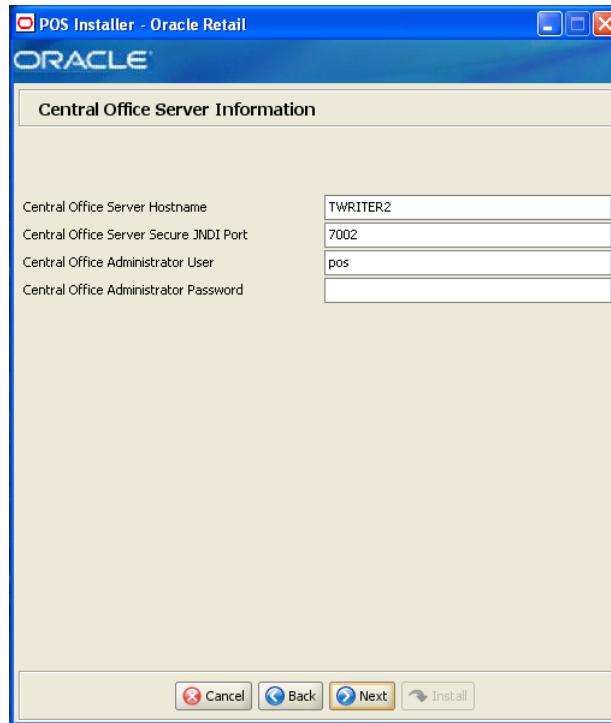 POS Installer - Oracle Retail
ORACLE
Central Office Server Information
Central Office Server Hostname TWRITER2
Central Office Server Secure JNDI Port 7002
Central Office Administrator User pos
Central Office Administrator Password
Cancel Back Next Install